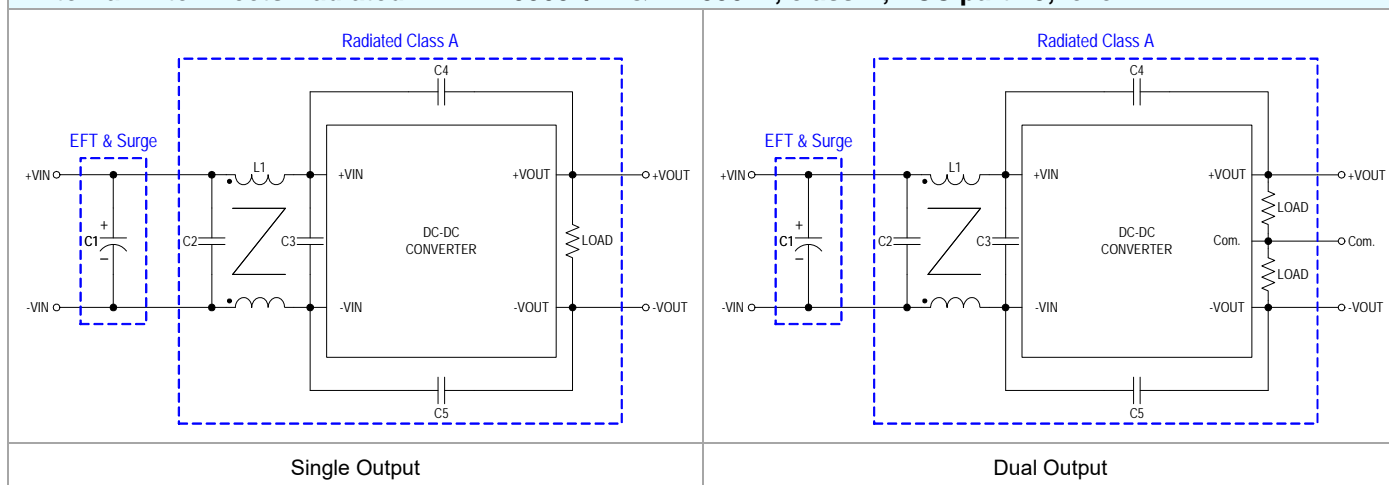 Radiated Class A
C4
EFT & Surge
L1
+VIN
+VIN
+VOUT
+VOUT
+
C1
–
C2
C3
DC-DC
CONVERTER
LOAD
-VIN
-VIN
-VOUT
-VOUT
C5
Single Output
Radiated Class A
C4
EFT & Surge
L1
+VIN
+VIN
+VOUT
+VOUT
LOAD
+
C1
–
C2
C3
DC-DC
CONVERTER
Com.
Com.
LOAD
-VIN
-VIN
-VOUT
-VOUT
C5
Dual Output